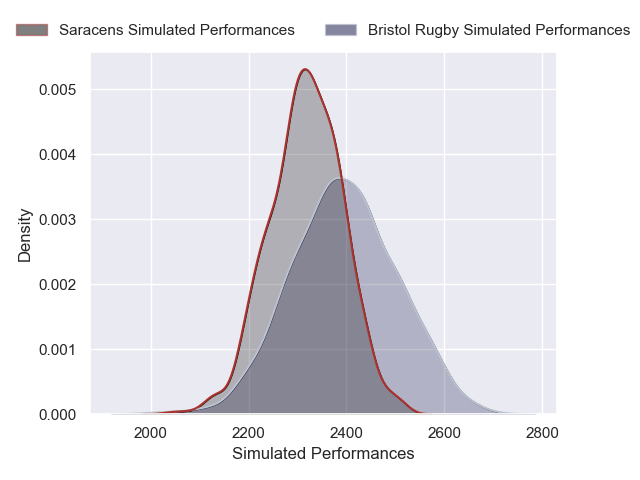 Saracens Simulated Performances
Bristol Rugby Simulated Performances
0.005
0.004
0.003
0.002
0.001
0.000
Density
2000 2200 2400 2600 2800
Simulated Performances